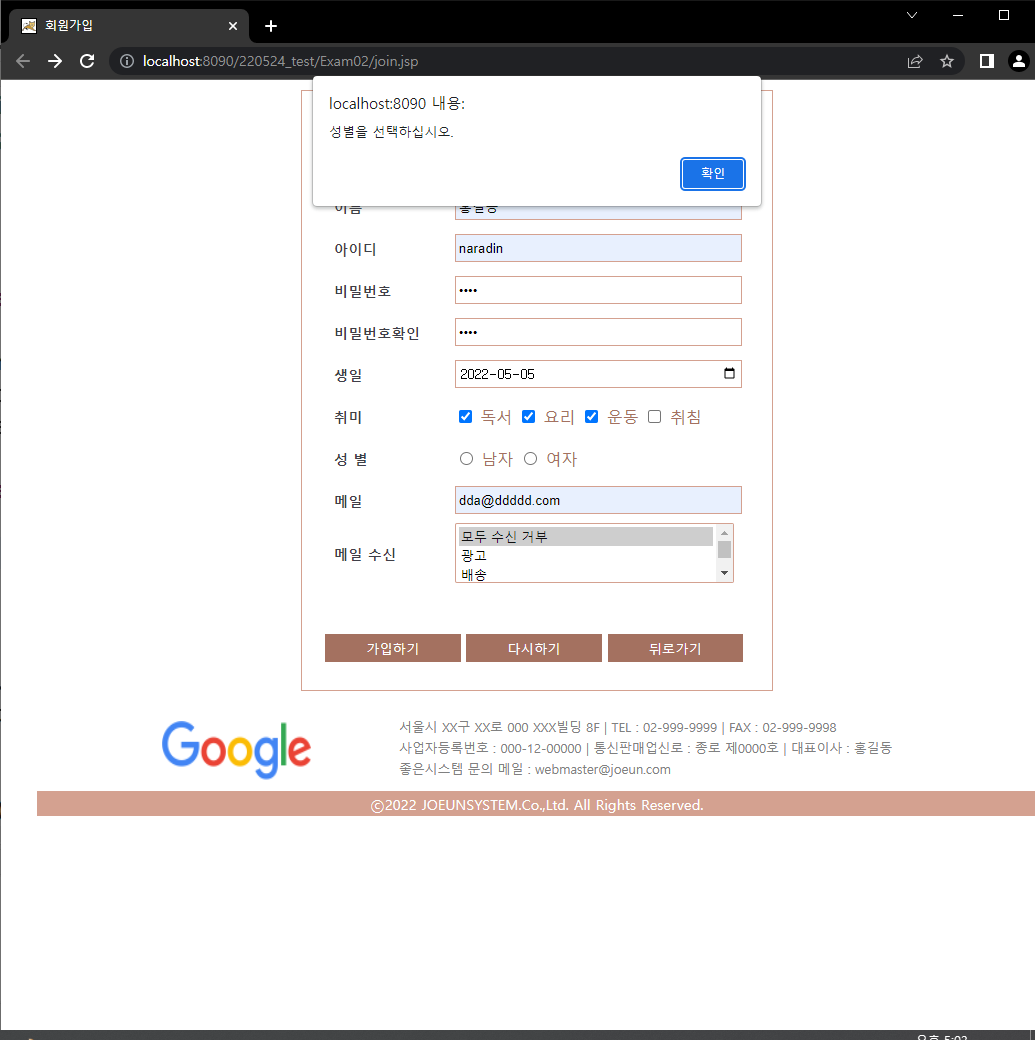 회원가입
localhost:8090/220524_test/Exam02/join.jsp
localhost:8090 내용:
성별을 선택하십시오.
확인
이름
아이디 naradin
비밀번호 ••••
비밀번호확인 ••••
생일 2022-05-05
취미 독서 요리 운동 취침
성 별 남자 여자
메일 dda@ddddd.com
메일 수신 모두 수신 거부
광고
배송
가입하기 다시하기 뒤로가기
Google
서울시 XX구 XX로 000 XXX빌딩 8F | TEL : 02-999-9999 | FAX : 02-999-9998
사업자등록번호 : 000-12-00000 | 통신판매업신로 : 종로 제0000호 | 대표이사 : 홍길동
좋은시스템 문의 메일 : webmaster@joeun.com
©2022 JOEUNSYSTEM.Co.,Ltd. All Rights Reserved.